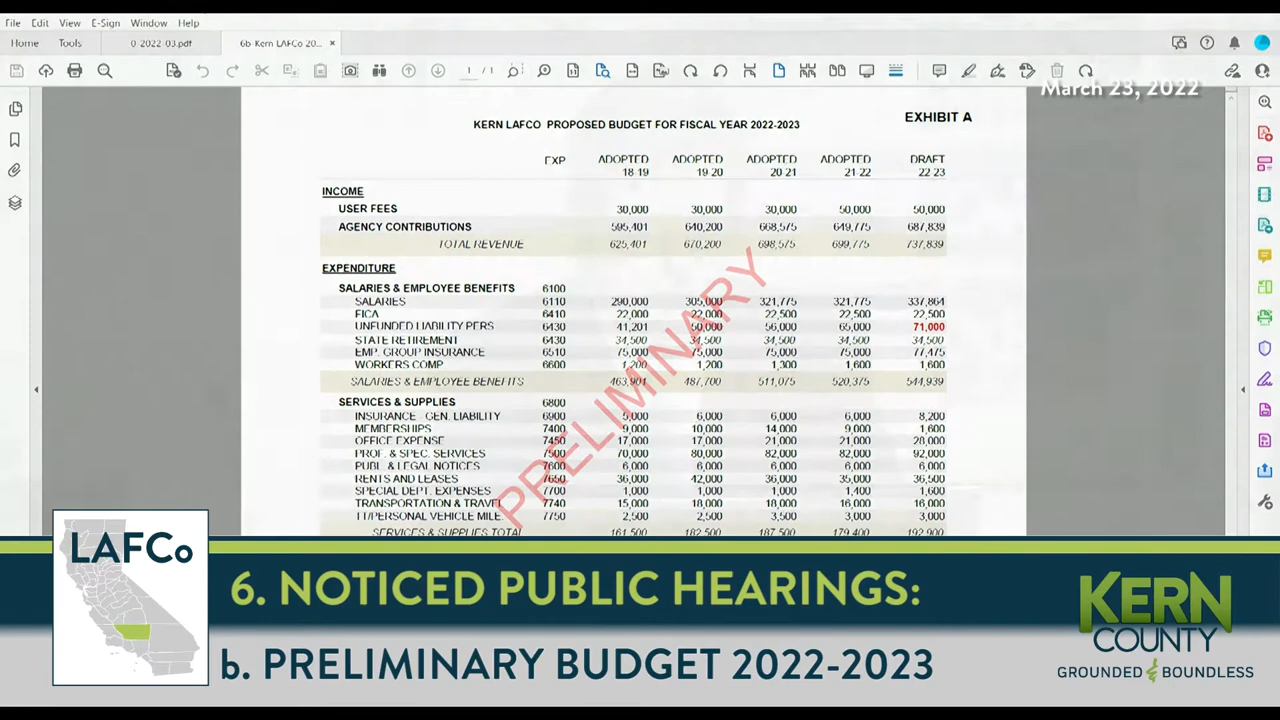 File Edit View E-Sign Window Help
Home Tools 0-2022-03.pdf 6b- Kern LAFCo 20... ×
1 / 1
March 23, 2022
EXHIBIT A
KERN LAFCO PROPOSED BUDGET FOR FISCAL YEAR 2022-2023
EXP ADOPTED ADOPTED ADOPTED ADOPTED DRAFT
18-19 19-20 20-21 21-22 22-23
INCOME
USER FEES 30,000 30,000 30,000 50,000 50,000
AGENCY CONTRIBUTIONS 595,401 640,200 668,575 649,775 687,839
TOTAL REVENUE 625,401 670,200 698,575 699,775 737,839
EXPENDITURE
SALARIES & EMPLOYEE BENEFITS 6100
SALARIES 6110 290,000 305,000 321,775 321,775 337,864
FICA 6410 22,000 22,000 22,500 22,500 22,500
UNFUNDED LIABILITY PERS 6430 41,201 50,000 56,000 65,000 71,000
STATE RETIREMENT 6430 34,500 34,500 34,500 34,500 34,500
EMP. GROUP INSURANCE 6510 75,000 75,000 75,000 75,000 77,475
WORKERS COMP 6600 1,200 1,200 1,300 1,600 1,600
SALARIES & EMPLOYEE BENEFITS 463,901 487,700 511,075 520,375 544,939
SERVICES & SUPPLIES 6800
INSURANCE - GEN. LIABILITY 6900 5,000 6,000 6,000 6,000 8,200
MEMBERSHIPS 7400 9,000 10,000 14,000 9,000 1,600
OFFICE EXPENSE 7450 17,000 17,000 21,000 21,000 28,000
PROF. & SPEC. SERVICES 7500 70,000 80,000 82,000 82,000 92,000
PUBL. & LEGAL NOTICES 7600 6,000 6,000 6,000 6,000 6,000
RENTS AND LEASES 7650 36,000 42,000 36,000 35,000 36,500
SPECIAL DEPT. EXPENSES 7700 1,000 1,000 1,000 1,400 1,600
TRANSPORTATION & TRAVEL 7740 15,000 18,000 18,000 16,000 16,000
TT/PERSONAL VEHICLE MILE. 7750 2,500 2,500 3,500 3,000 3,000
SERVICES & SUPPLIES TOTAL 161,500 182,500 187,500 179,400 192,900
PRELIMINARY
LAFCo
6. NOTICED PUBLIC HEARINGS:
b. PRELIMINARY BUDGET 2022-2023
KERN
COUNTY
GROUNDED BOUNDLESS